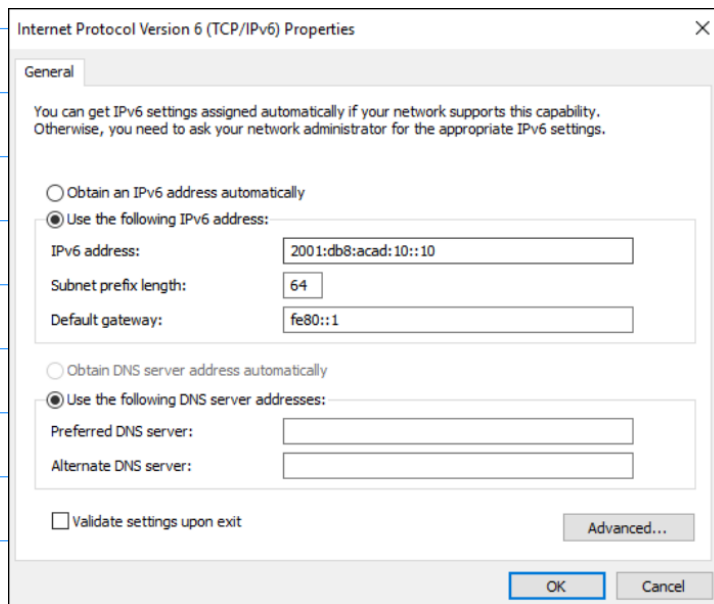 Internet Protocol Version 6 (TCP/IPv6) Properties
General
You can get IPv6 settings assigned automatically if your network supports this capability.
Otherwise, you need to ask your network administrator for the appropriate IPv6 settings.
Obtain an IPv6 address automatically
Use the following IPv6 address:
IPv6 address: 2001:db8:acad:10::10
Subnet prefix length: 64
Default gateway: fe80::1
Obtain DNS server address automatically
Use the following DNS server addresses:
Preferred DNS server:
Alternate DNS server:
Validate settings upon exit
Advanced...
OK Cancel